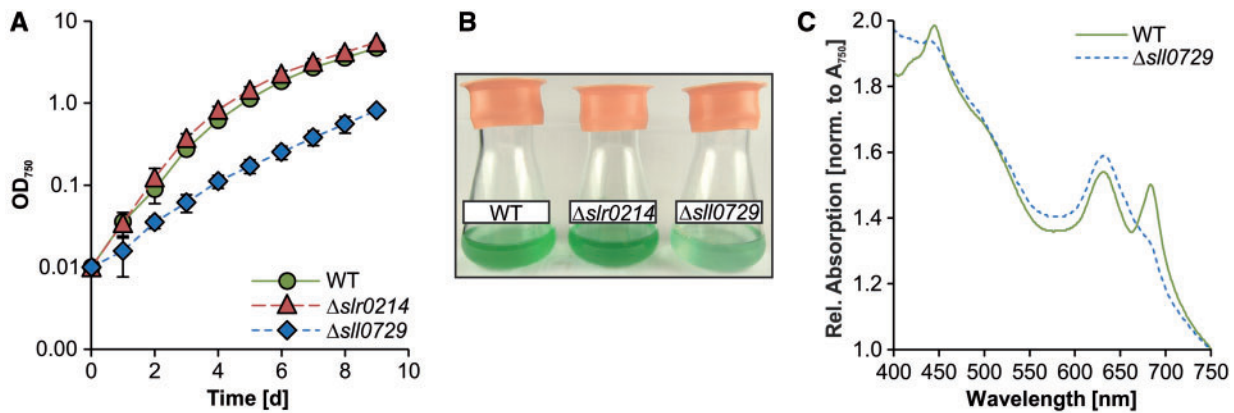 A
OD750
10
1.0
0.1
0.01
0.00
0
2
4
6
8
10
Time [d]
WT
Δslr0214
Δsll0729
B
WT
Δslr0214
Δsll0729
C
Rel. Absorption [norm. to A750]
2.0
1.8
1.6
1.4
1.2
1.0
400
450
500
550
600
650
700
750
Wavelength [nm]
WT
Δsll0729